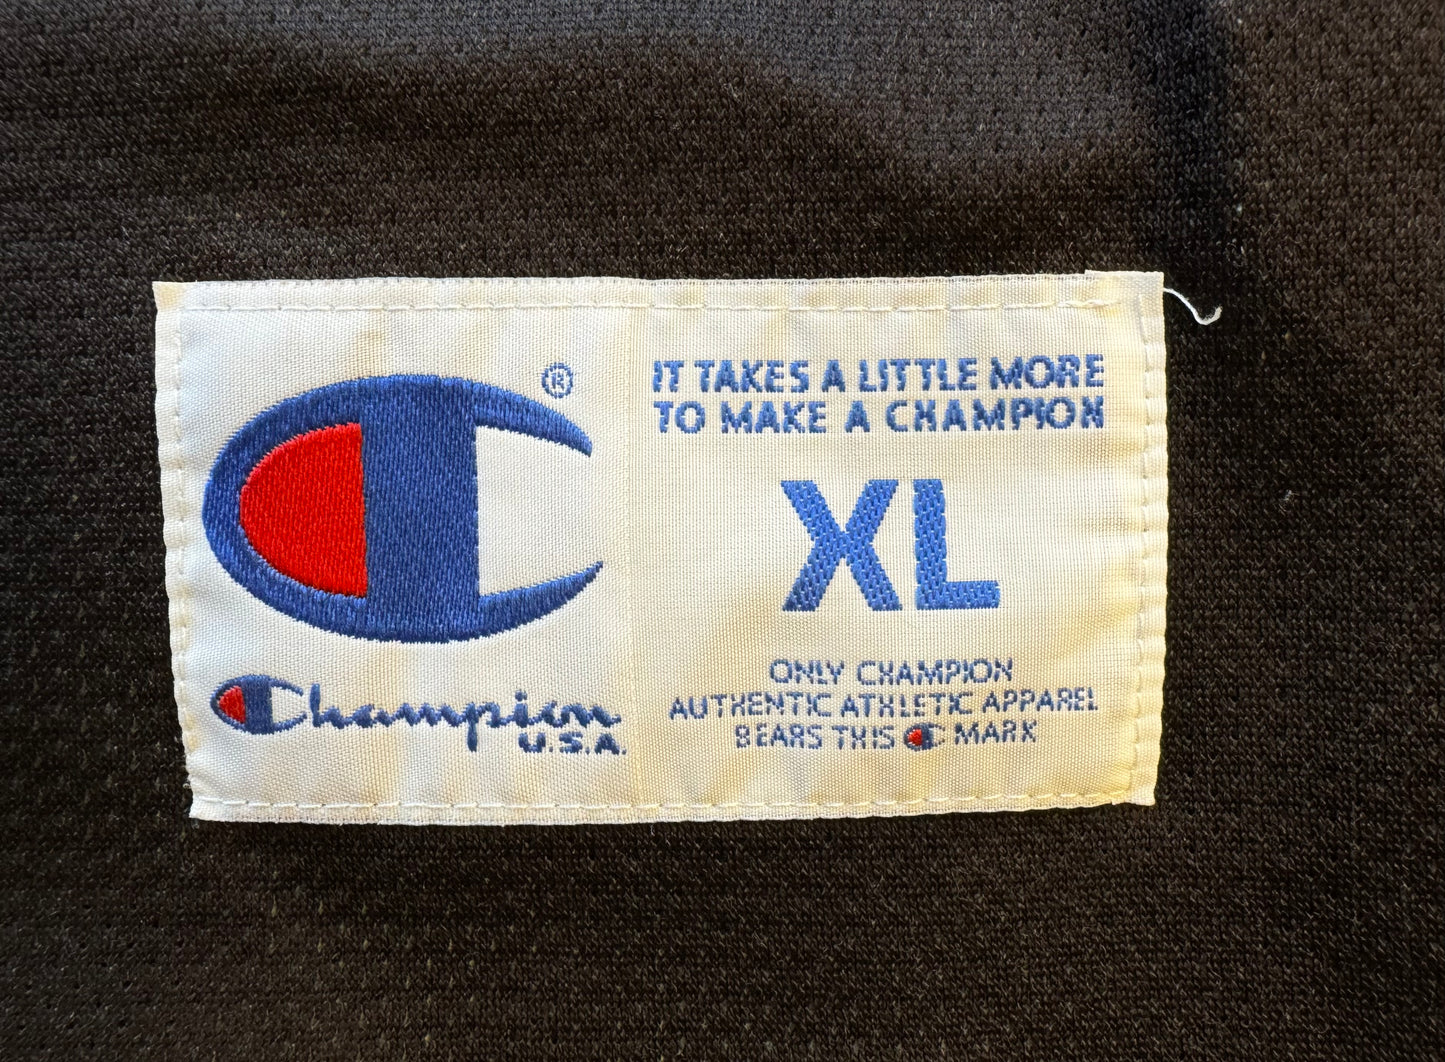 ®
Champion
U.S.A.
IT TAKES A LITTLE MORE
TO MAKE A CHAMPION
XL
ONLY CHAMPION
AUTHENTIC ATHLETIC APPAREL
BEARS THIS C MARK